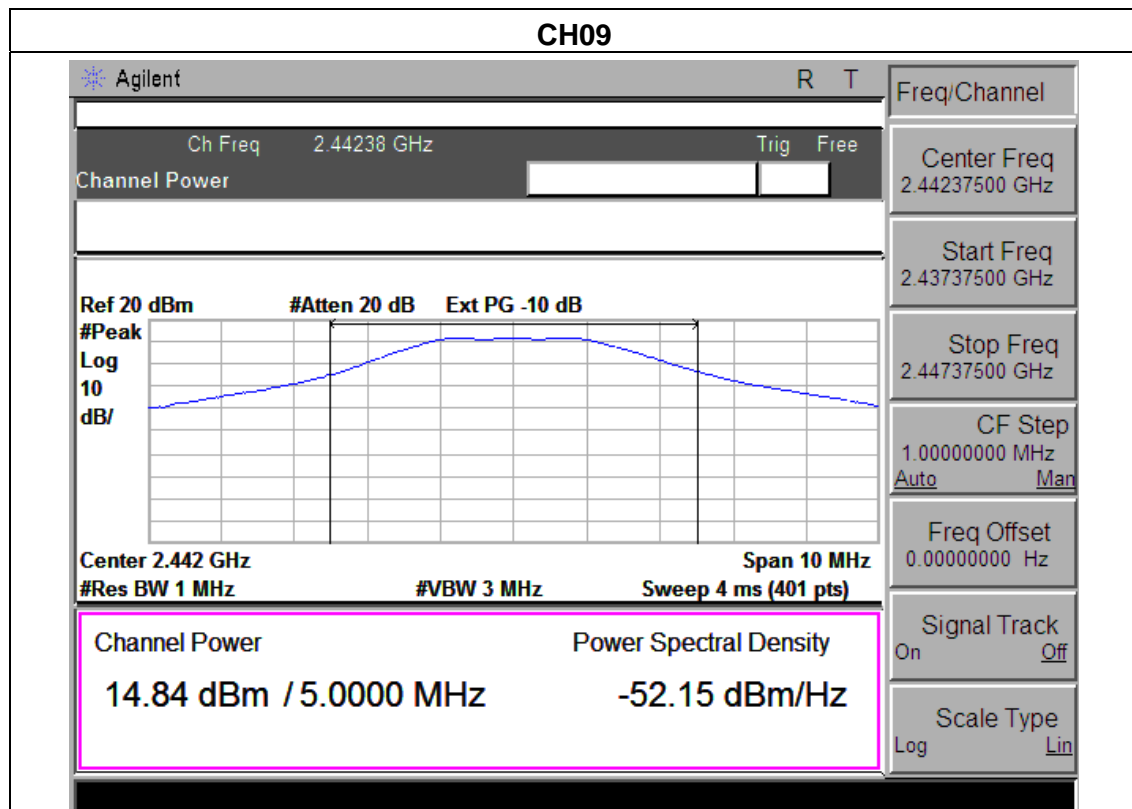 CH09
Agilent R T
Freq/Channel
Ch Freq 2.44238 GHz Trig Free
Channel Power
Center Freq
2.44237500 GHz
Start Freq
2.43737500 GHz
Ref 20 dBm #Atten 20 dB Ext PG -10 dB
#Peak
Log
10
dB/
Stop Freq
2.44737500 GHz
CF Step
1.00000000 MHz
Auto Man
Center 2.442 GHz Span 10 MHz
#Res BW 1 MHz #VBW 3 MHz Sweep 4 ms (401 pts)
Freq Offset
0.00000000 Hz
Channel Power Power Spectral Density
14.84 dBm / 5.0000 MHz -52.15 dBm/Hz
Signal Track
On Off
Scale Type
Log Lin